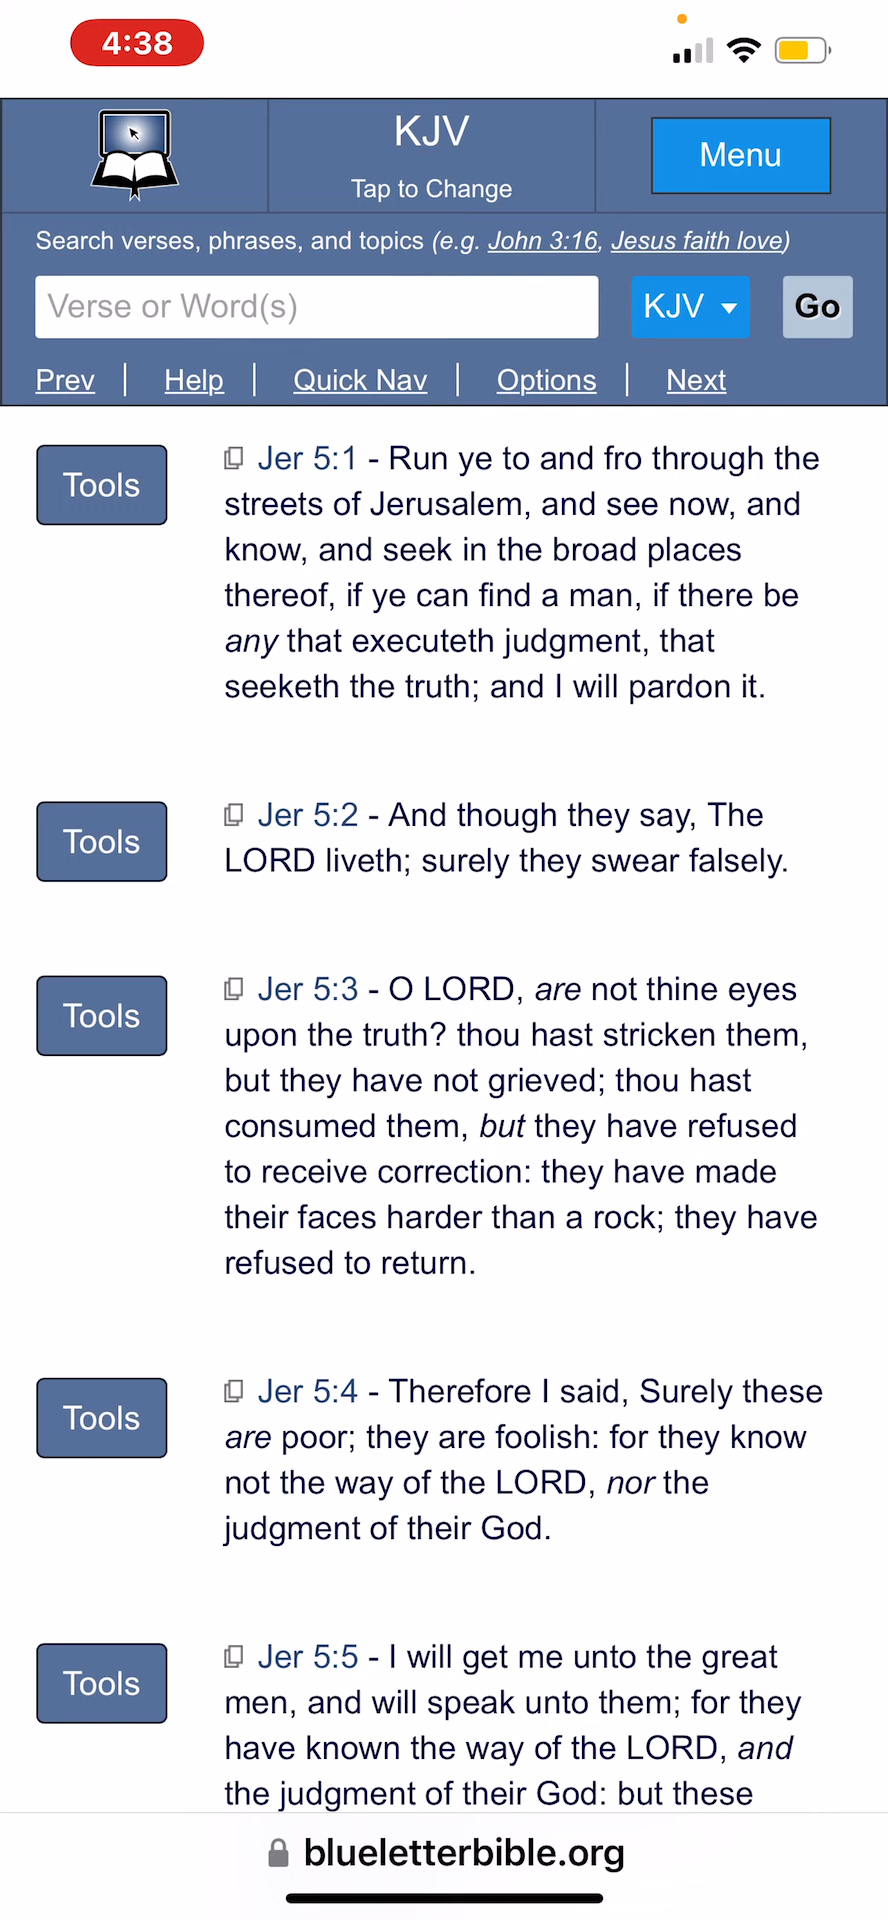 4:38
KJV
Tap to Change
Menu
Search verses, phrases, and topics (e.g. John 3:16, Jesus faith love)
Verse or Word(s)
KJV
Go
Prev | Help | Quick Nav | Options | Next
Tools
Jer 5:1 - Run ye to and fro through the
streets of Jerusalem, and see now, and
know, and seek in the broad places
thereof, if ye can find a man, if there be
any that executeth judgment, that
seeketh the truth; and I will pardon it.
Tools
Jer 5:2 - And though they say, The
LORD liveth; surely they swear falsely.
Tools
Jer 5:3 - O LORD, are not thine eyes
upon the truth? thou hast stricken them,
but they have not grieved; thou hast
consumed them, but they have refused
to receive correction: they have made
their faces harder than a rock; they have
refused to return.
Tools
Jer 5:4 - Therefore I said, Surely these
are poor; they are foolish: for they know
not the way of the LORD, nor the
judgment of their God.
Tools
Jer 5:5 - I will get me unto the great
men, and will speak unto them; for they
have known the way of the LORD, and
the judgment of their God: but these
blueletterbible.org